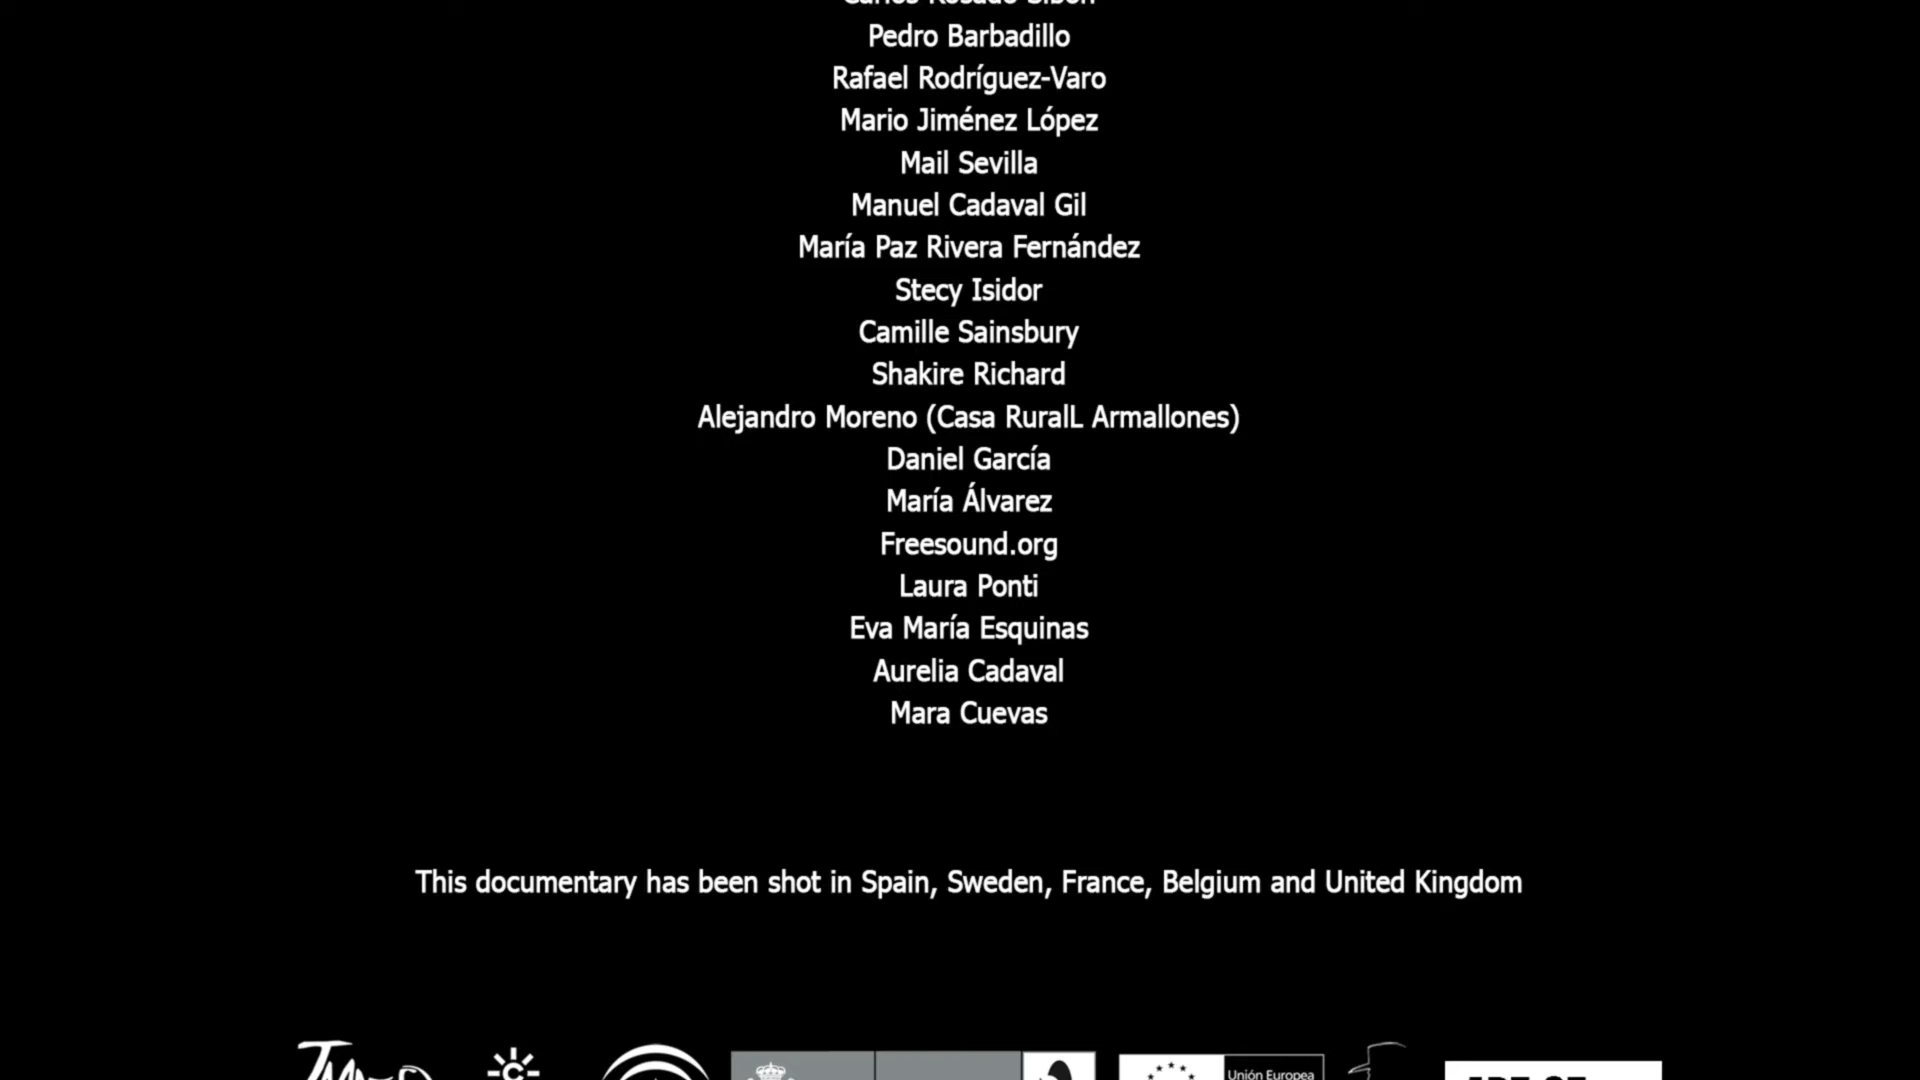 Pedro Barbadillo
Rafael Rodríguez-Varo
Mario Jiménez López
Mail Sevilla
Manuel Cadaval Gil
María Paz Rivera Fernández
Stecy Isidor
Camille Sainsbury
Shakire Richard
Alejandro Moreno (Casa RuralL Armallones)
Daniel García
María Álvarez
Freesound.org
Laura Ponti
Eva María Esquinas
Aurelia Cadaval
Mara Cuevas
This documentary has been shot in Spain, Sweden, France, Belgium and United Kingdom
Unión Europea